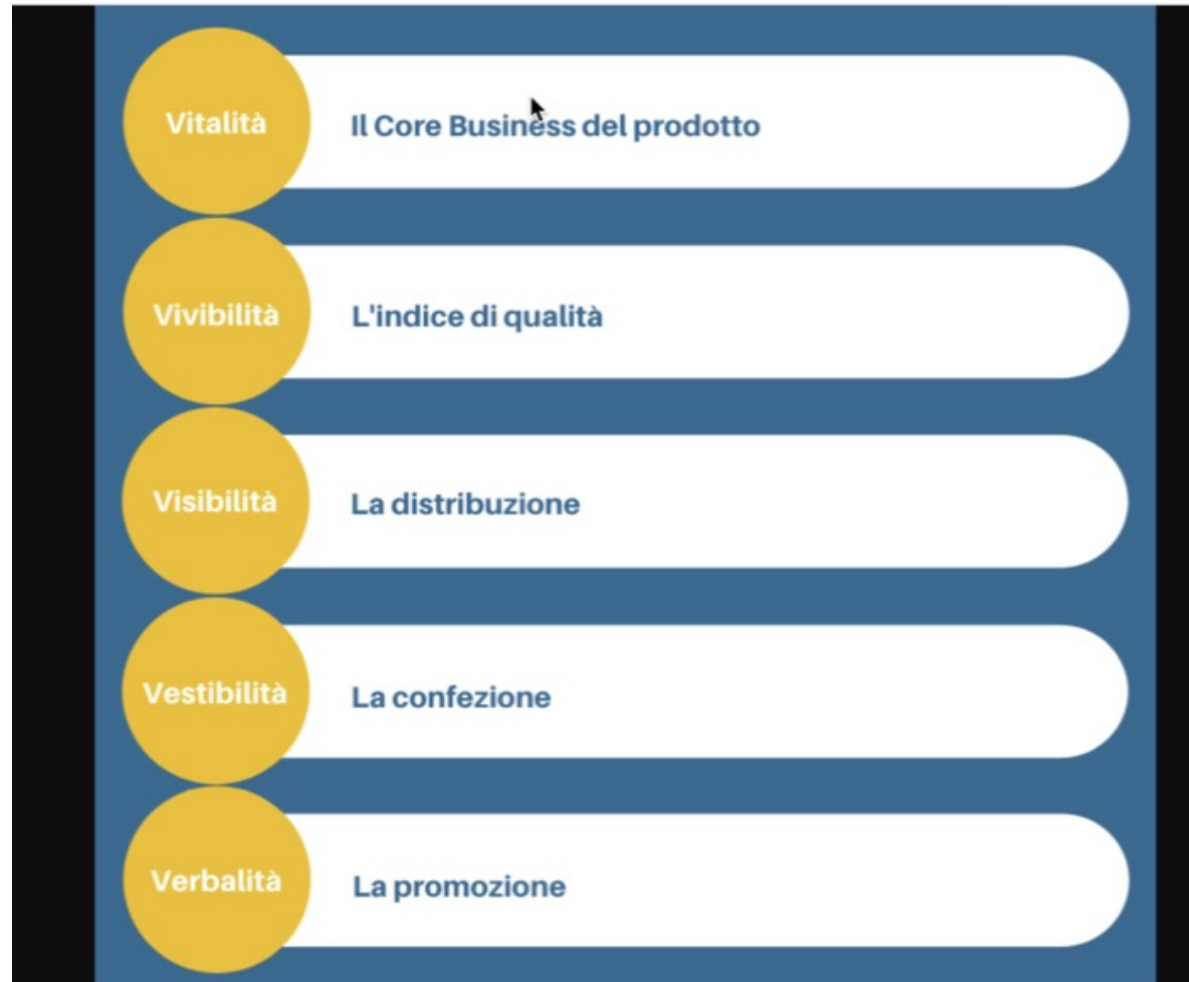 Vitalità
Il Core Business del prodotto
Vivibilità
L'indice di qualità
Visibilità
La distribuzione
Vestibilità
La confezione
Verbalità
La promozione